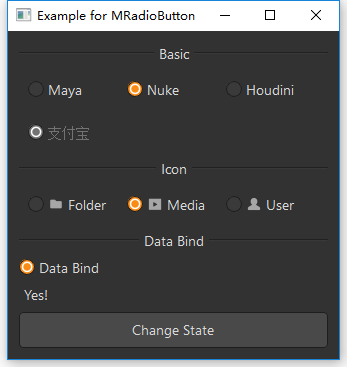 Example for MRadioButton
Basic
Maya Nuke Houdini
支付宝
Icon
Folder Media User
Data Bind
Data Bind
Yes!
Change State